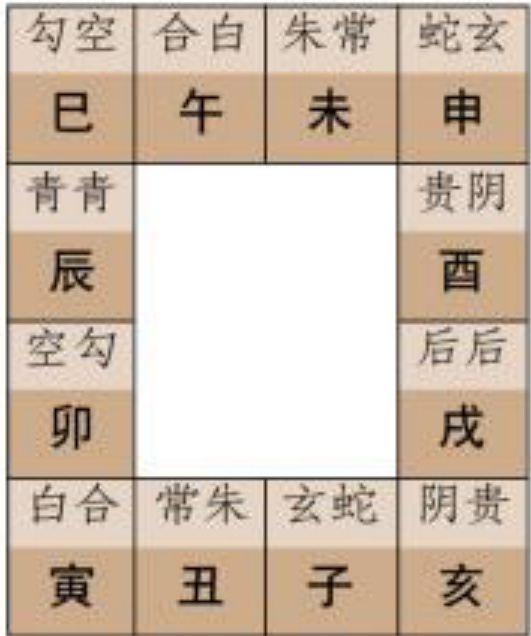 勾空 合白 朱常 蛇玄
巳 午 未 申
青青 贵阴
辰 酉
空勾 后后
卯 戌
白合 常朱 玄蛇 阴贵
寅 丑 子 亥